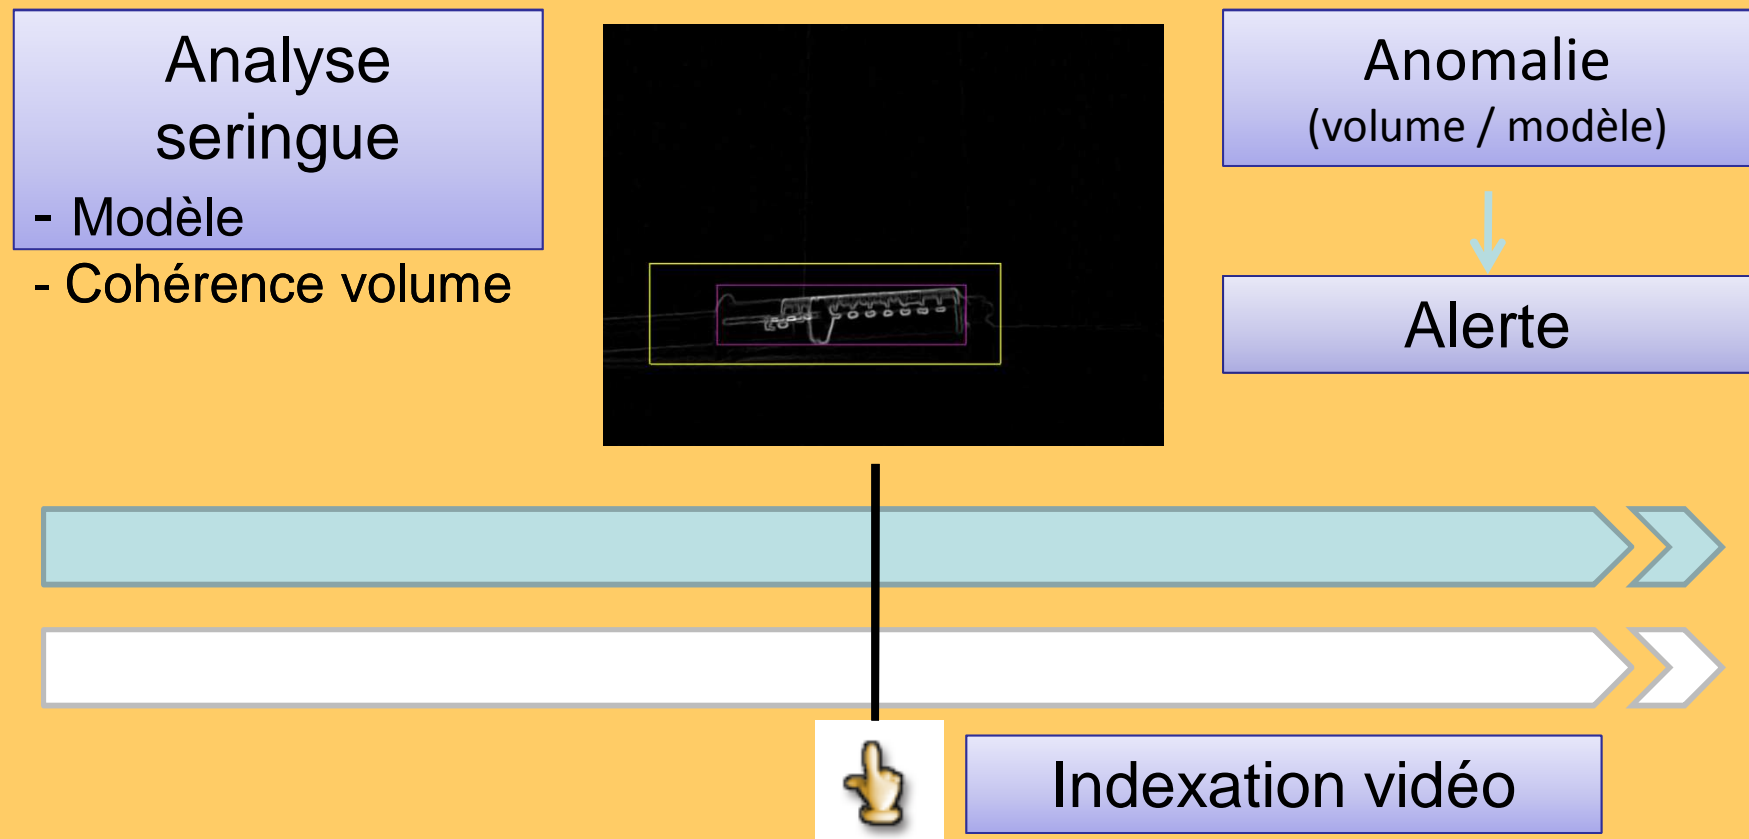 Analyse
seringue
- Modèle
- Cohérence volume
Anomalie
(volume / modèle)
Alerte
Indexation vidéo